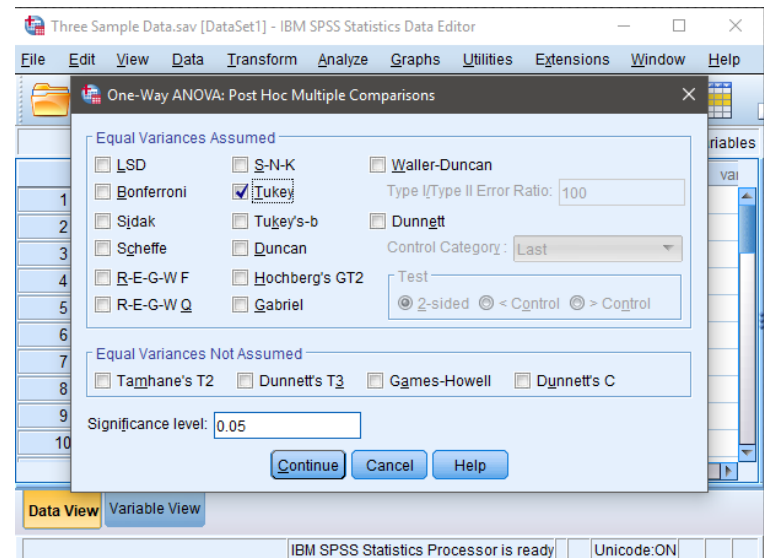 Three Sample Data.sav [DataSet1] - IBM SPSS Statistics Data Editor
File Edit View Data Transform Analyze Graphs Utilities Extensions Window Help
One-Way ANOVA: Post Hoc Multiple Comparisons
Equal Variances Assumed
LSD S-N-K Waller-Duncan
Bonferroni Tukey Type I/Type II Error Ratio: 100
Sidak Tukey's-b Dunnett
Scheffe Duncan Control Category : Last
R-E-G-W F Hochberg's GT2 Test
R-E-G-W Q Gabriel 2-sided < Control > Control
Equal Variances Not Assumed
Tamhane's T2 Dunnett's T3 Games-Howell Dunnett's C
Significance level: 0.05
Continue Cancel Help
riables
var
1
2
3
4
5
6
7
8
9
10
Data View Variable View
IBM SPSS Statistics Processor is ready Unicode:ON